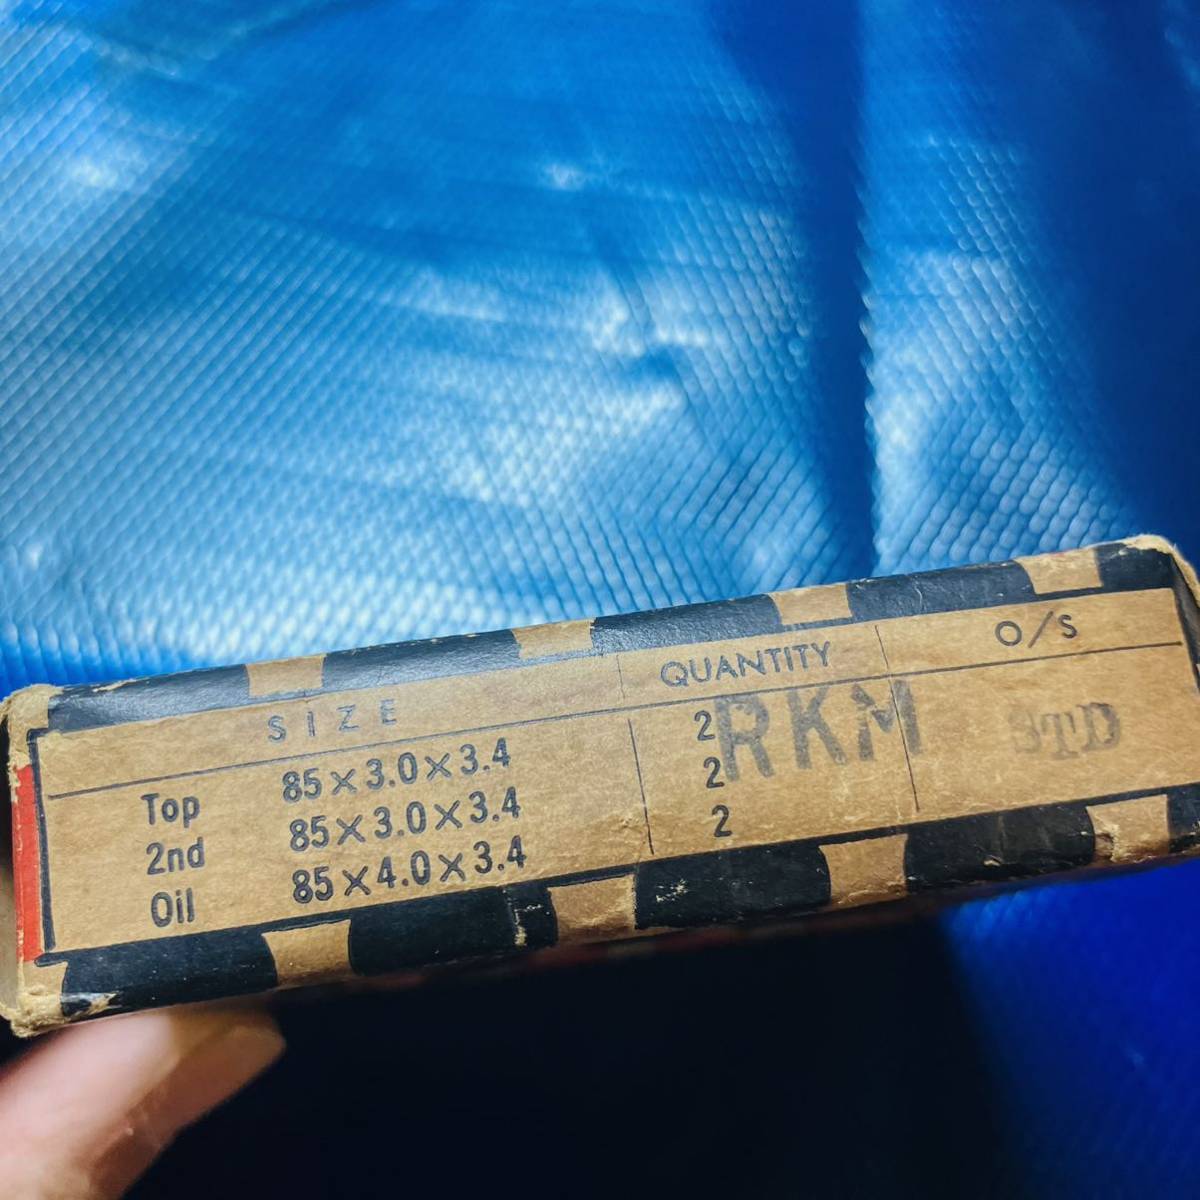 SIZE QUANTITY O/S
Top 85×3.0×3.4 2 RKM STD
2nd 85×3.0×3.4 2
Oil 85×4.0×3.4 2